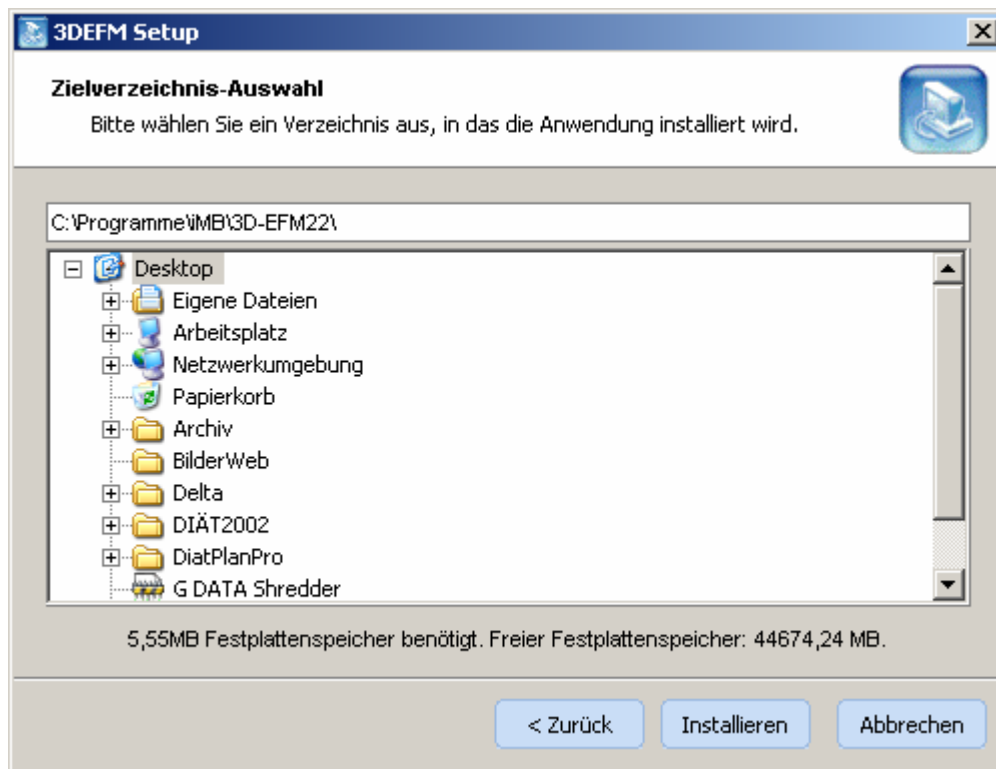 3DEFM Setup
Zielverzeichnis-Auswahl
Bitte wählen Sie ein Verzeichnis aus, in das die Anwendung installiert wird.
C:\Programme\iMB\3D-EFM22\
Desktop
Eigene Dateien
Arbeitsplatz
Netzwerkumgebung
Papierkorb
Archiv
BilderWeb
Delta
DIÄT2002
DiatPlanPro
G DATA Shredder
5,55MB Festplattenspeicher benötigt. Freier Festplattenspeicher: 44674,24 MB.
< Zurück
Installieren
Abbrechen